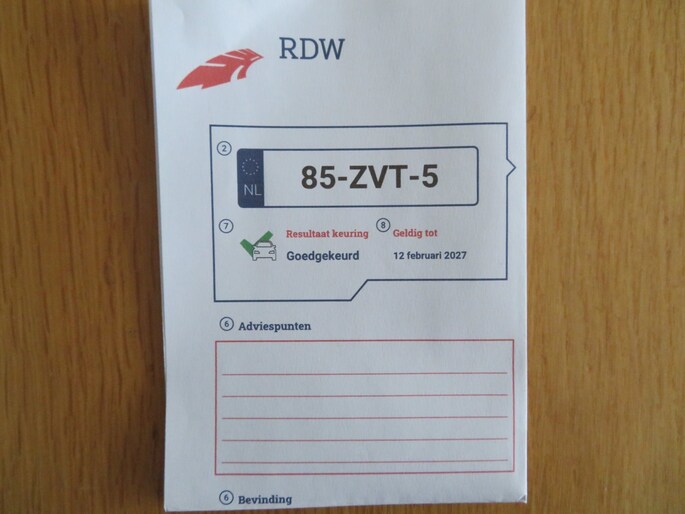 RDW
2
NL
85-ZVT-5
7
Resultaat keuring
Goedgekeurd
8
Geldig tot
12 februari 2027
6 Adviespunten
6 Bevinding